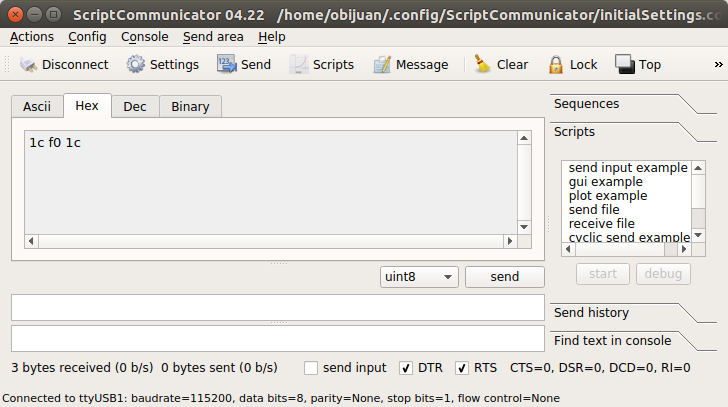 ScriptCommunicator 04.22 /home/obijuan/.config/ScriptCommunicator/initialSettings.co
Actions Config Console Send area Help
Disconnect Settings Send Scripts Message Clear Lock Top »
Ascii Hex Dec Binary
1c f0 1c
Sequences
Scripts
send input example
gui example
plot example
send file
receive file
cyclic send example
start debug
uint8 send
Send history
Find text in console
3 bytes received (0 b/s) 0 bytes sent (0 b/s) send input DTR RTS CTS=0, DSR=0, DCD=0, RI=0
Connected to ttyUSB1: baudrate=115200, data bits=8, parity=None, stop bits=1, flow control=None